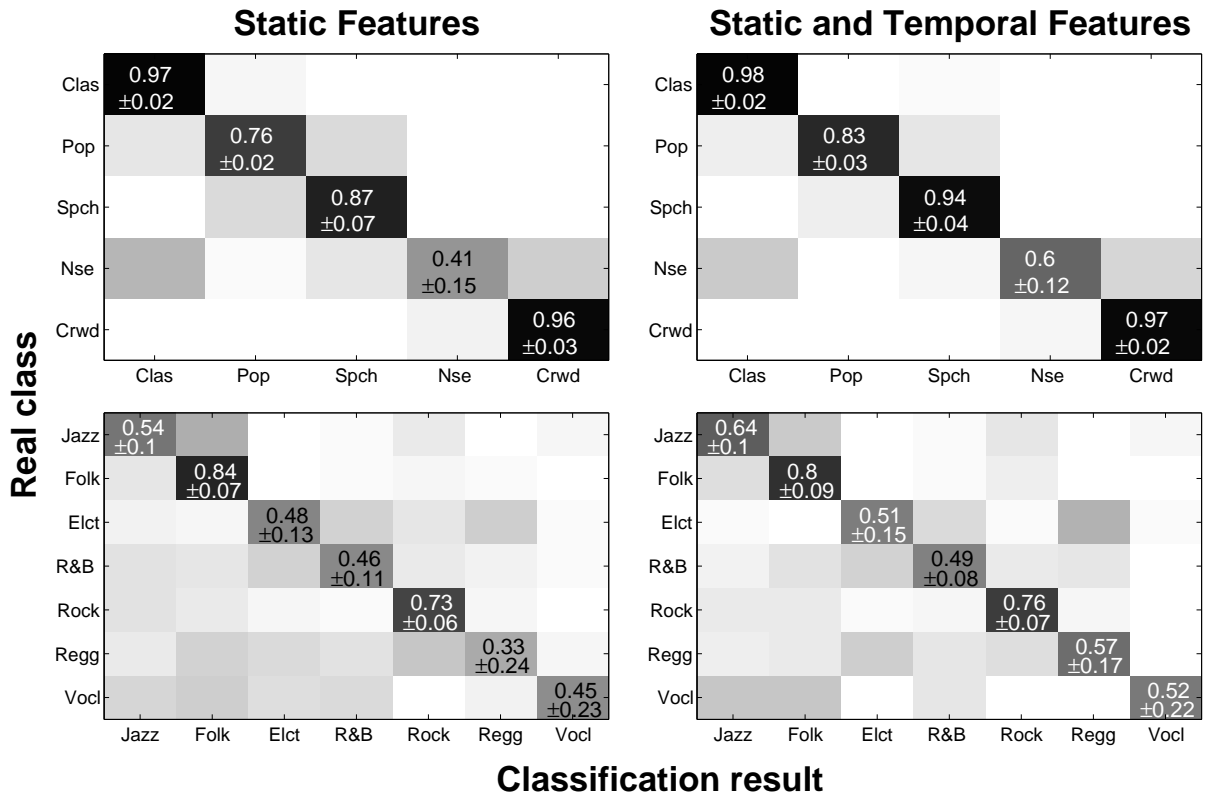 Static Features
Static and Temporal Features
Real class
Clas
0.97
±0.02
Pop
0.76
±0.02
Spch
0.87
±0.07
Nse
0.41
±0.15
Crwd
0.96
±0.03
Clas Pop Spch Nse Crwd
Clas
0.98
±0.02
Pop
0.83
±0.03
Spch
0.94
±0.04
Nse
0.6
±0.12
Crwd
0.97
±0.02
Clas Pop Spch Nse Crwd
Jazz
0.54
±0.1
Folk
0.84
±0.07
Elct
0.48
±0.13
R&B
0.46
±0.11
Rock
0.73
±0.06
Regg
0.33
±0.24
Vocl
0.45
±0.23
Jazz Folk Elct R&B Rock Regg Vocl
Jazz
0.64
±0.1
Folk
0.8
±0.09
Elct
0.51
±0.15
R&B
0.49
±0.08
Rock
0.76
±0.07
Regg
0.57
±0.17
Vocl
0.52
±0.22
Jazz Folk Elct R&B Rock Regg Vocl
Classification result